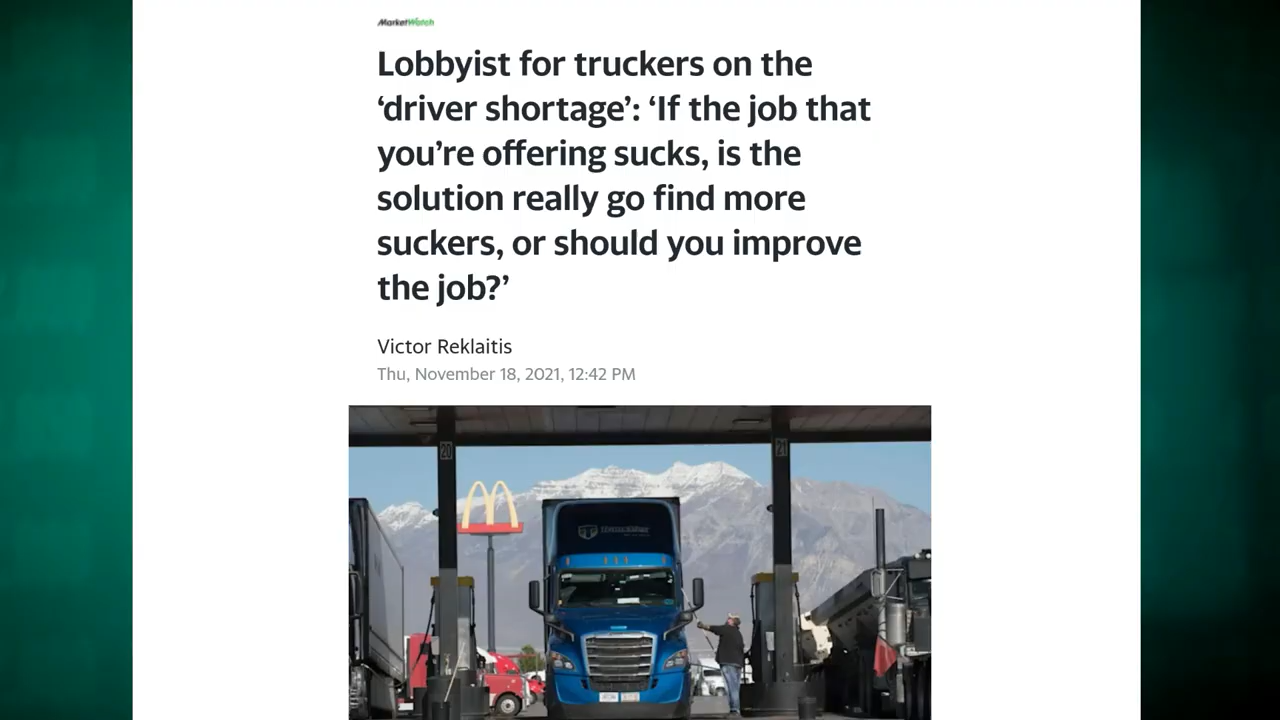 MarketWatch
Lobbyist for truckers on the
‘driver shortage’: ‘If the job that
you’re offering sucks, is the
solution really go find more
suckers, or should you improve
the job?’
Victor Reklaitis
Thu, November 18, 2021, 12:42 PM
20
21